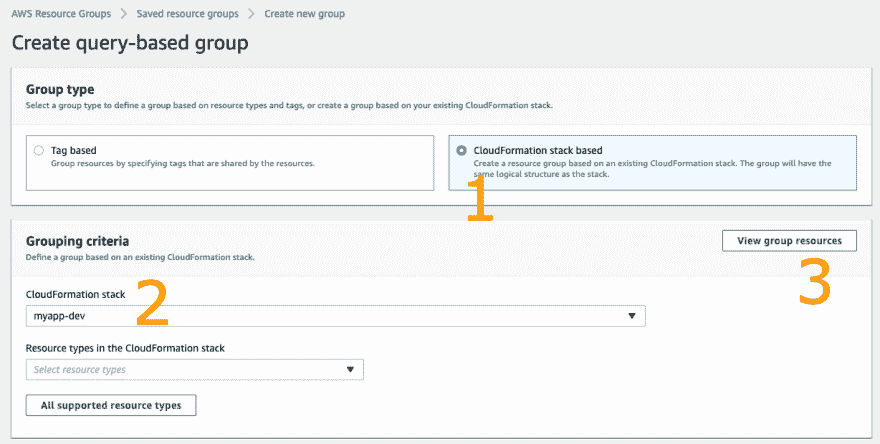 AWS Resource Groups > Saved resource groups > Create new group
Create query-based group
Group type
Select a group type to define a group based on resource types and tags, or create a group based on your existing CloudFormation stack.
Tag based
Group resources by specifying tags that are shared by the resources.
CloudFormation stack based
Create a resource group based on an existing CloudFormation stack. The group will have the
same logical structure as the stack.
1
Grouping criteria
Define a group based on an existing CloudFormation stack.
View group resources
3
CloudFormation stack
2
myapp-dev
Resource types in the CloudFormation stack
Select resource types
All supported resource types